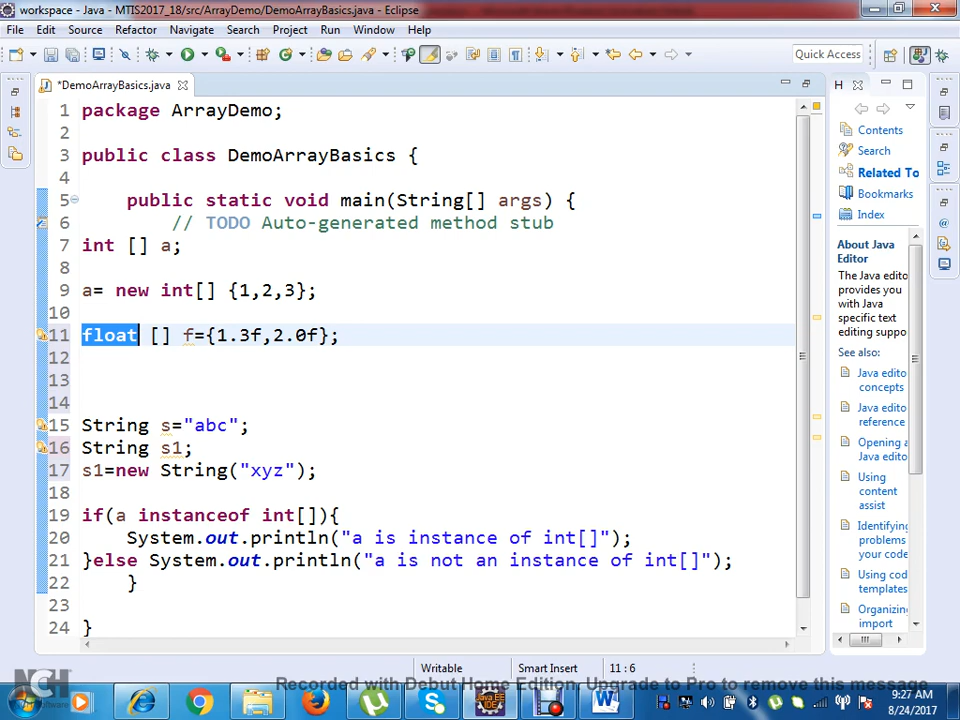 workspace - Java - MTIS2017_18/src/ArrayDemo/DemoArrayBasics.java - Eclipse
File Edit Source Refactor Navigate Search Project Run Window Help
Quick Access
*DemoArrayBasics.java
H
1 package ArrayDemo;
2
3 public class DemoArrayBasics {
4
5 public static void main(String[] args) {
6 // TODO Auto-generated method stub
7 int [] a;
8
9 a= new int[] {1,2,3};
10
11 float [] f={1.3f,2.0f};
12
13
14
15 String s="abc";
16 String s1;
17 s1=new String("xyz");
18
19 if(a instanceof int[]){
20 System.out.println("a is instance of int[]");
21 }else System.out.println("a is not an instance of int[]");
22 }
23
24 }
Contents
Search
Related To
Bookmarks
Index
About Java
Editor
The Java
editor
provides you
with Java
specific text
editing suppo
See also:
Java edito
concepts
Java edito
reference
Opening a
Java edito
Using
content
assist
Identifying
problems
your code
Using cod
templates
Organizing
import
Writable Smart Insert 11 : 6
Recorded with Debut Home Edition. Upgrade to Pro to remove this message
NCH
Software
9:27 AM
8/24/2017